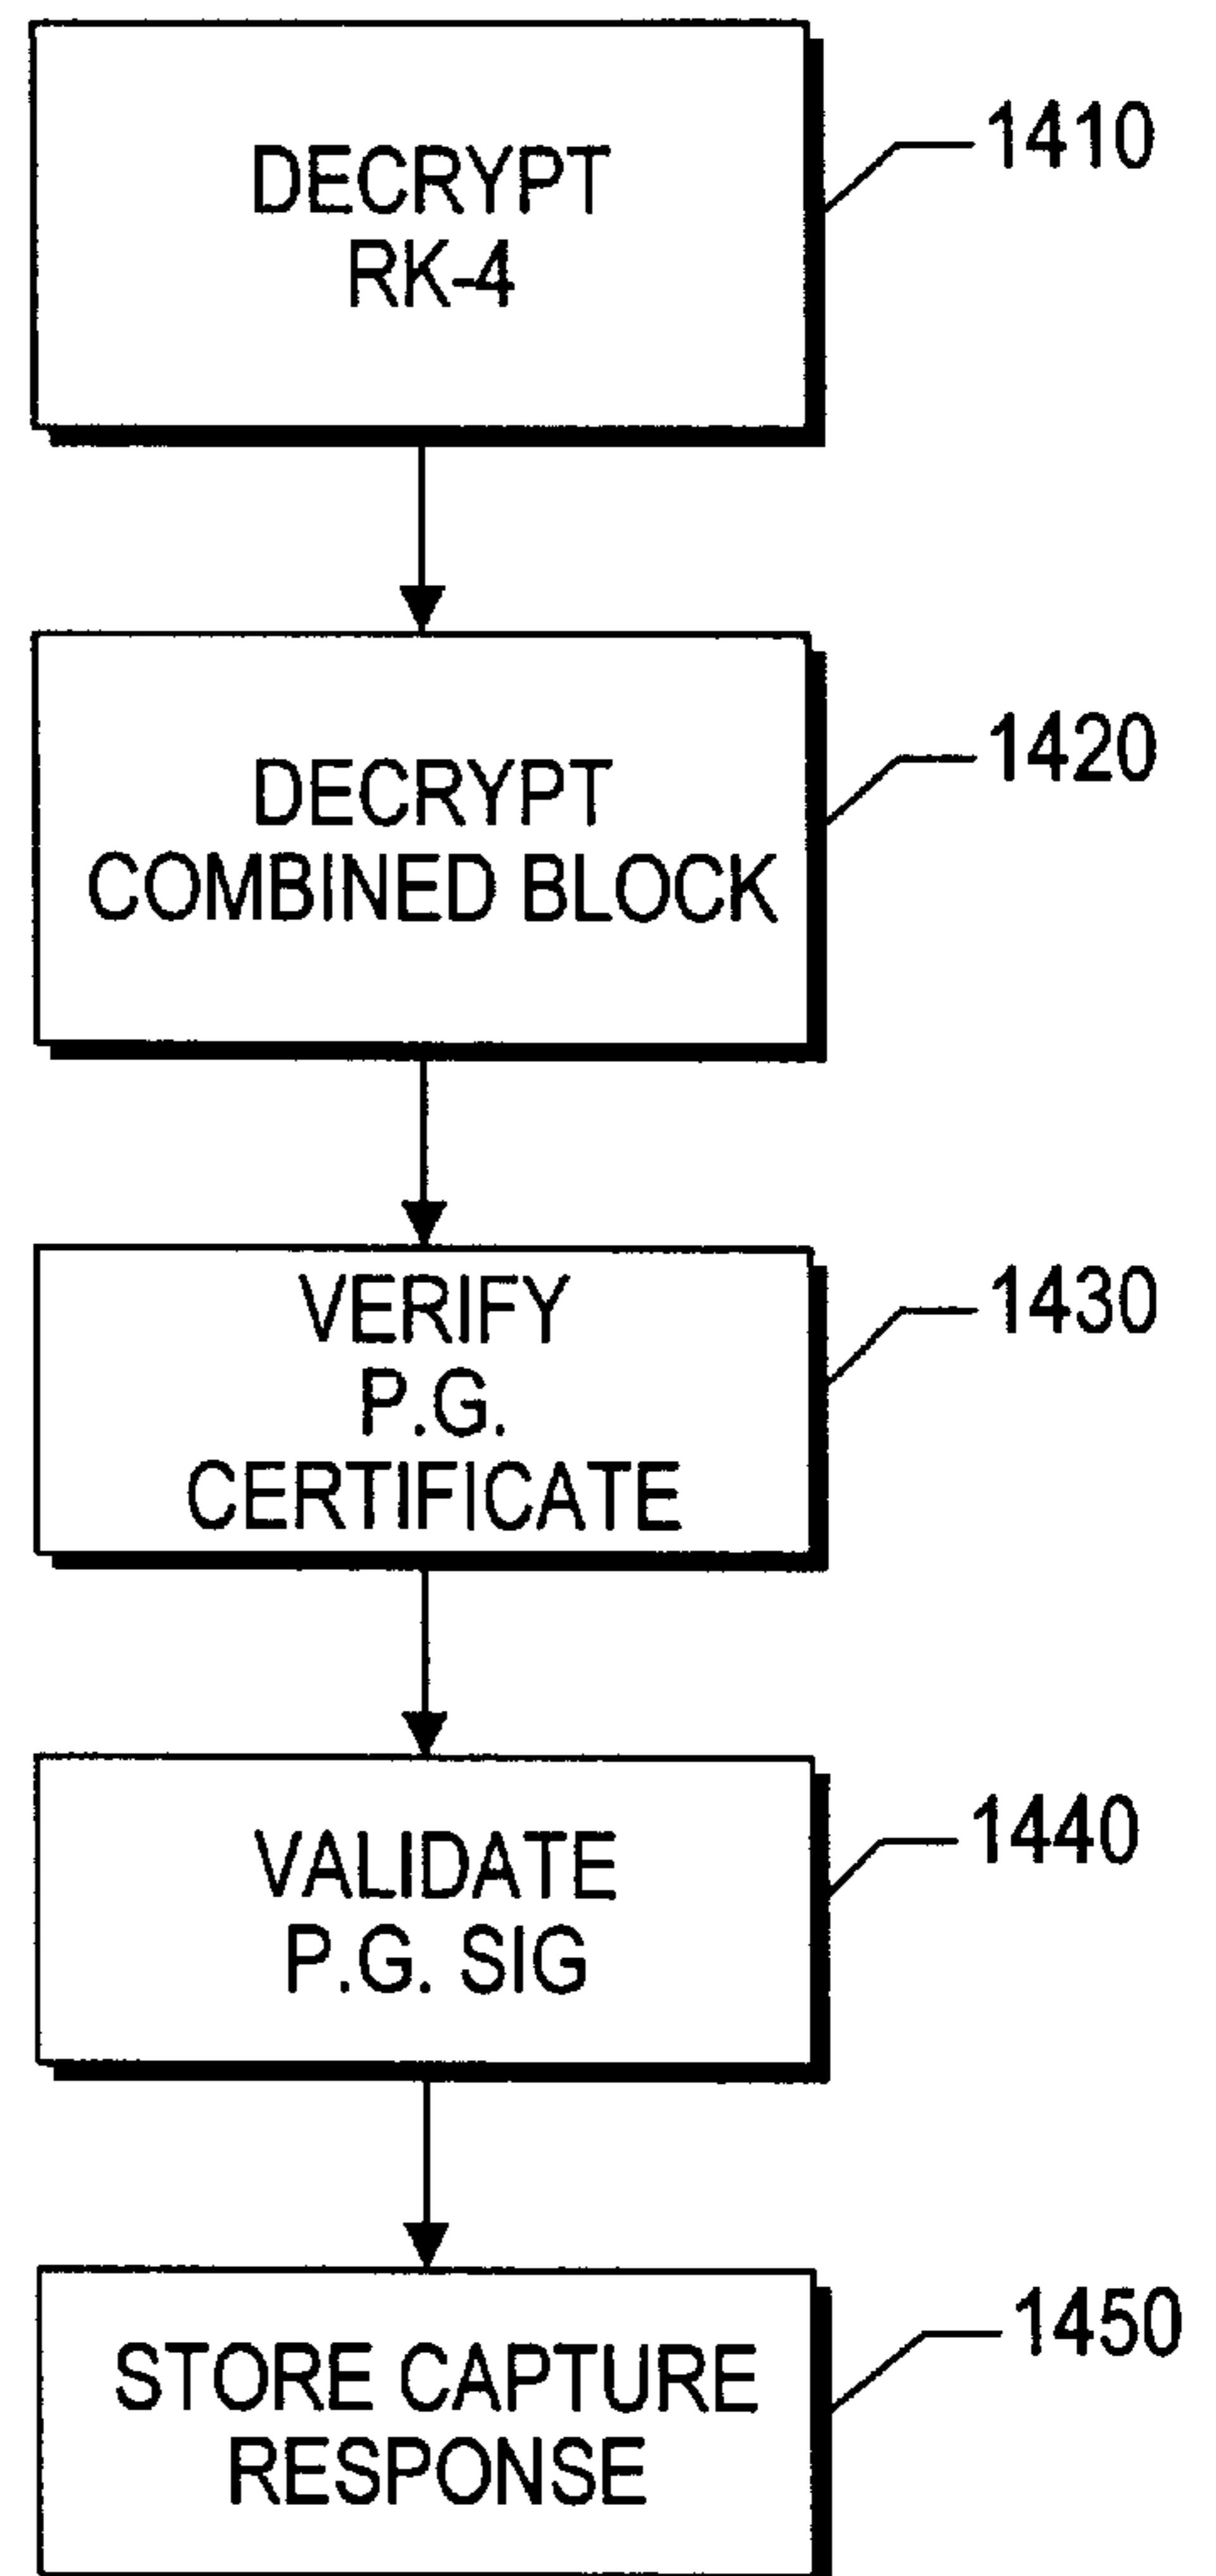 DECRYPT
RK-4
1410
DECRYPT
COMBINED BLOCK
1420
VERIFY
P.G.
CERTIFICATE
1430
VALIDATE
P.G. SIG
1440
STORE CAPTURE
RESPONSE
1450